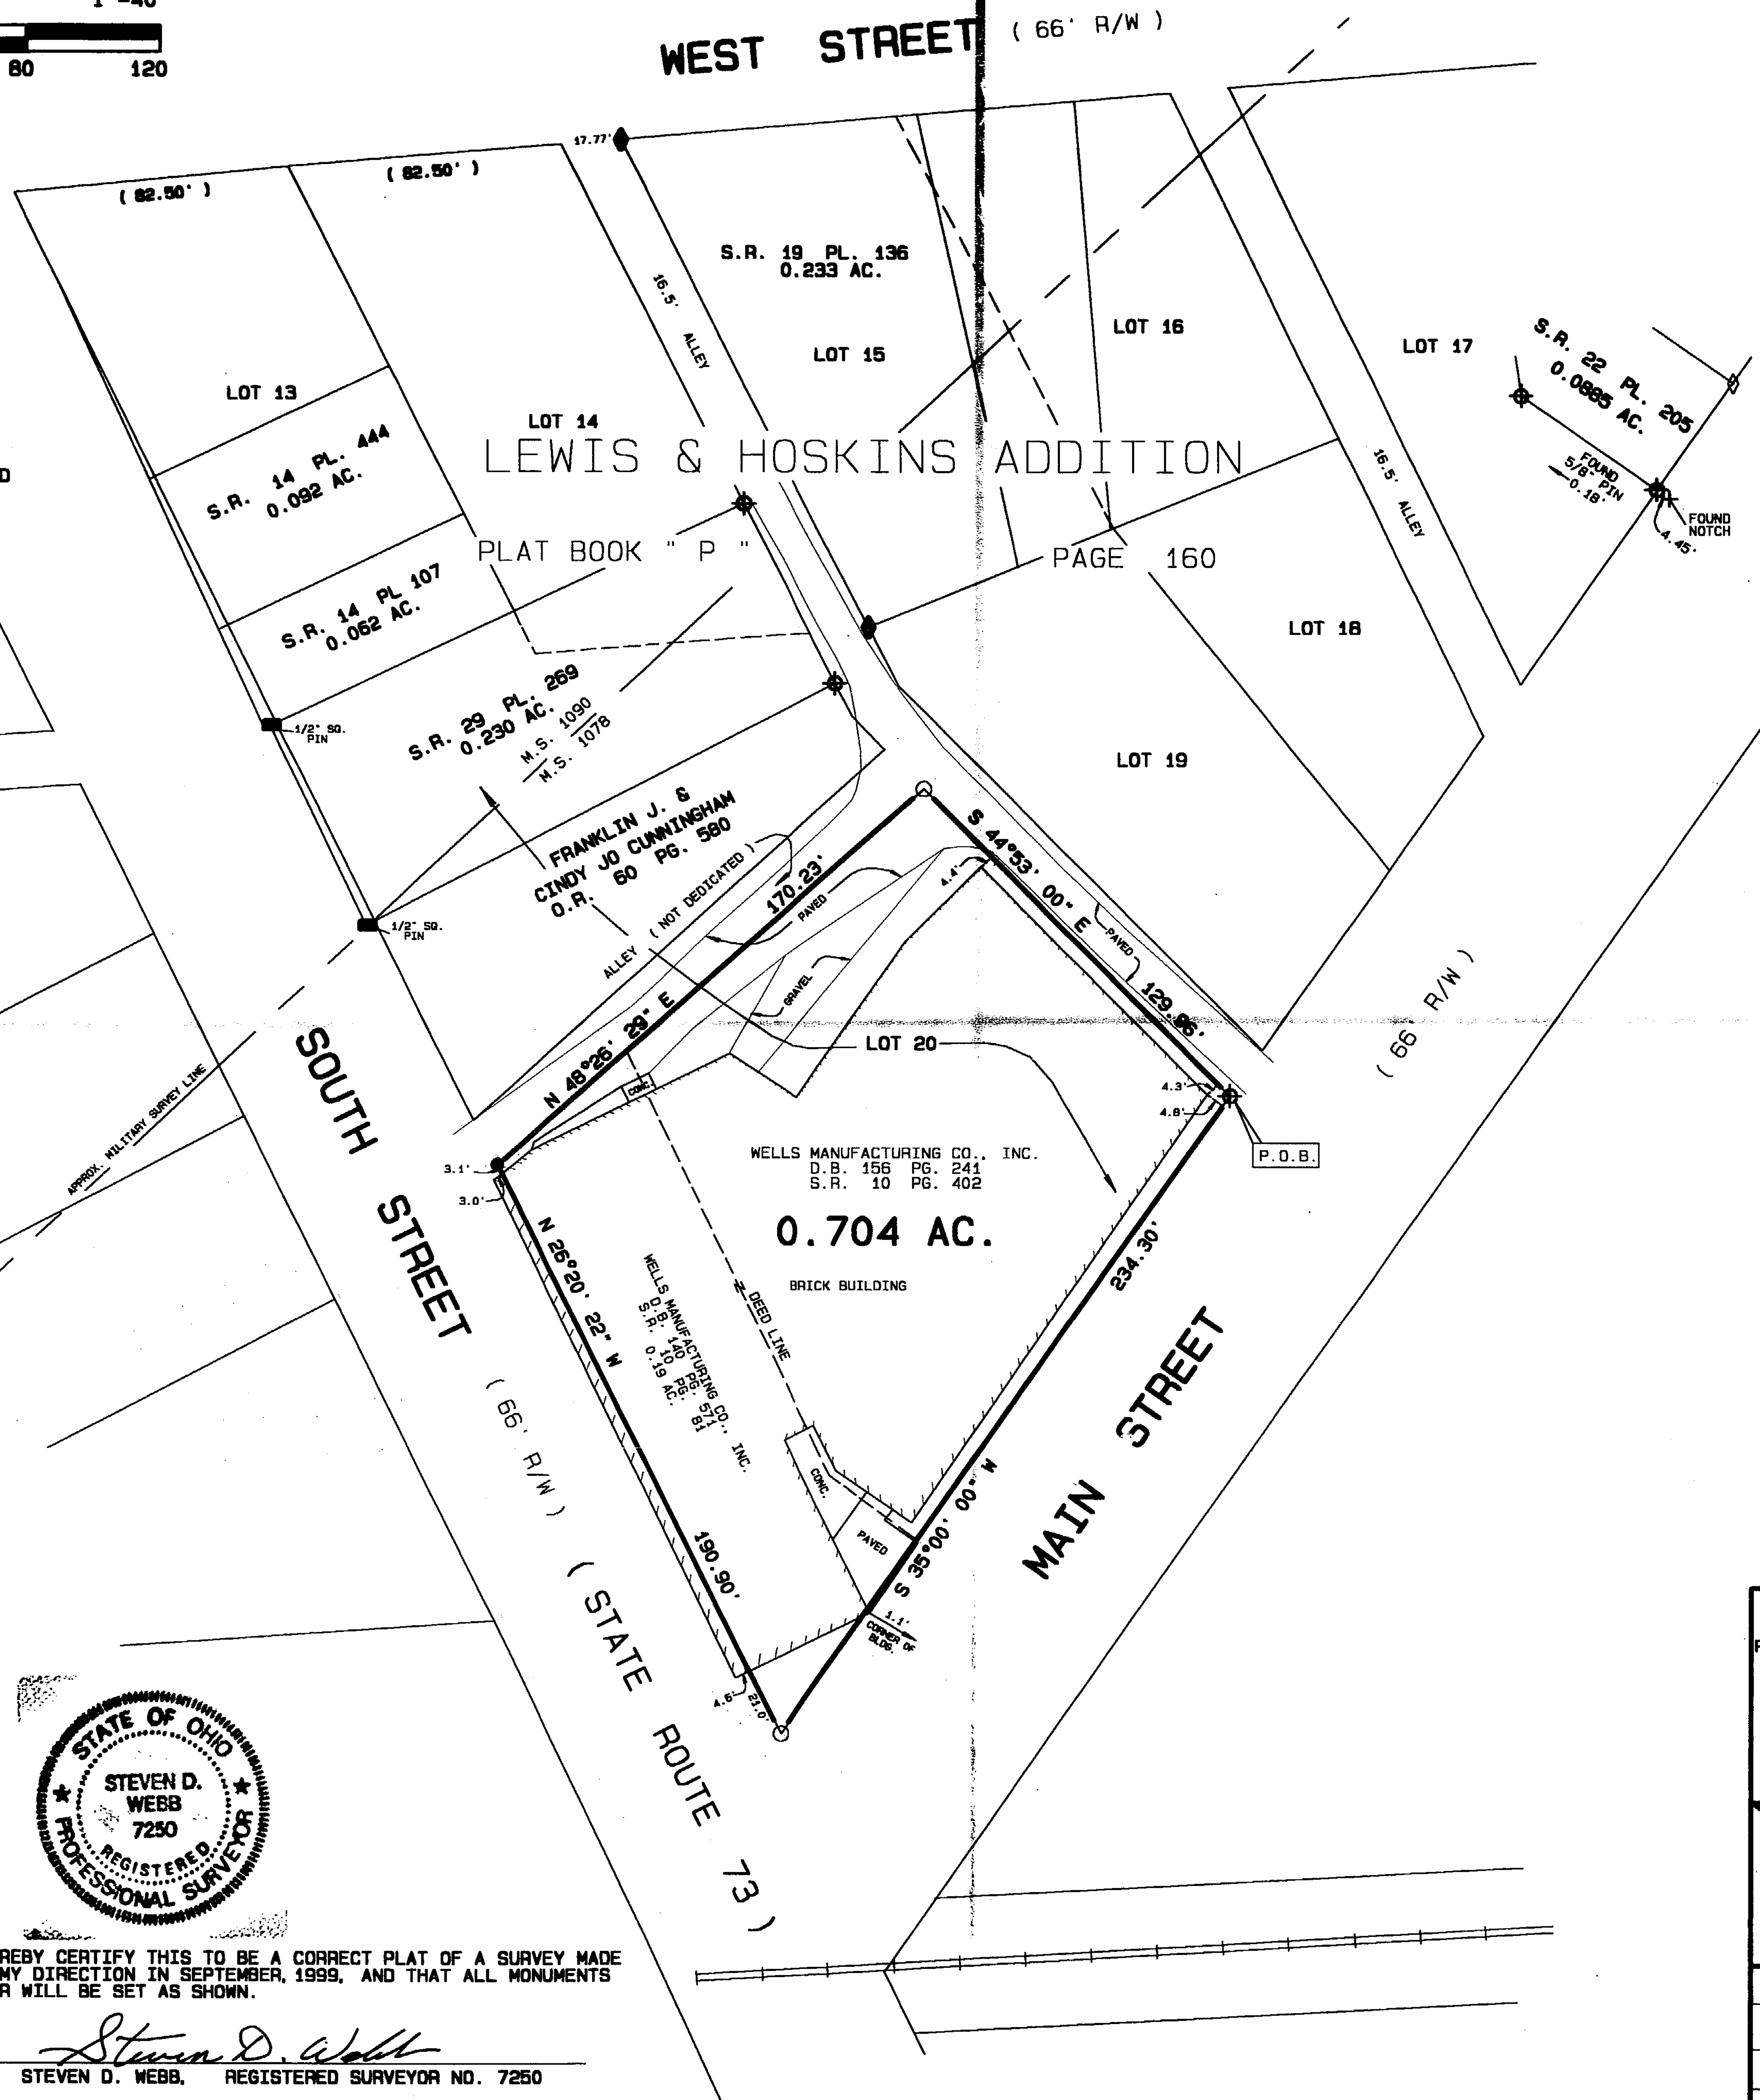 80 120
WEST STREET ( 66' R/W )
17.77'
( 82.50' )
( 82.50' )
S.R. 19 PL. 136
0.233 AC.
16.5' ALLEY
LOT 15
LOT 16
LOT 17
S.R. 22 PL. 205
0.0885 AC.
LOT 13
LOT 14
LEWIS & HOSKINS ADDITION
S.R. 14 PL. 444
0.092 AC.
16.5' ALLEY
FOUND
5/8" PIN
0.18'
FOUND
NOTCH
4.45'
PLAT BOOK " P "
PAGE 160
S.R. 14 PL 107
0.062 AC.
LOT 18
S.R. 29 PL. 269
0.230 AC.
M.S. 1090
M.S. 1078
1/2" SQ.
PIN
LOT 19
FRANKLIN J. &
CINDY JO CUNNINGHAM
O.R. 60 PG. 580
1/2" SQ.
PIN
ALLEY ( NOT DEDICATED )
170.23'
PAVED
4.4'
S 44°53' 00" E
PAVED
129.86'
GRAVEL
N 48°26' 29" E
LOT 20
CONC.
( 66' R/W )
4.3'
4.8'
P.O.B.
SOUTH STREET
APPROX. MILITARY SURVEY LINE
3.1'
3.0'
WELLS MANUFACTURING CO., INC.
D.B. 156 PG. 241
S.R. 10 PG. 402
0.704 AC.
BRICK BUILDING
N 26°20' 22" W
WELLS MANUFACTURING CO., INC.
D.B. 140 PG. 571
S.R. 10 PG. 81
0.19 AC.
DEED LINE
234.30'
MAIN STREET
( 66' R/W )
CONC.
PAVED
S 35°00' 00" W
190.90'
1.1'
CORNER OF
BLDG.
4.6'
21.0'
( STATE ROUTE 73 )
STATE OF OHIO
STEVEN D.
WEBB
7250
REGISTERED
PROFESSIONAL SURVEYOR
REBY CERTIFY THIS TO BE A CORRECT PLAT OF A SURVEY MADE
MY DIRECTION IN SEPTEMBER, 1999, AND THAT ALL MONUMENTS
R WILL BE SET AS SHOWN.
Steven D. Webb
STEVEN D. WEBB, REGISTERED SURVEYOR NO. 7250